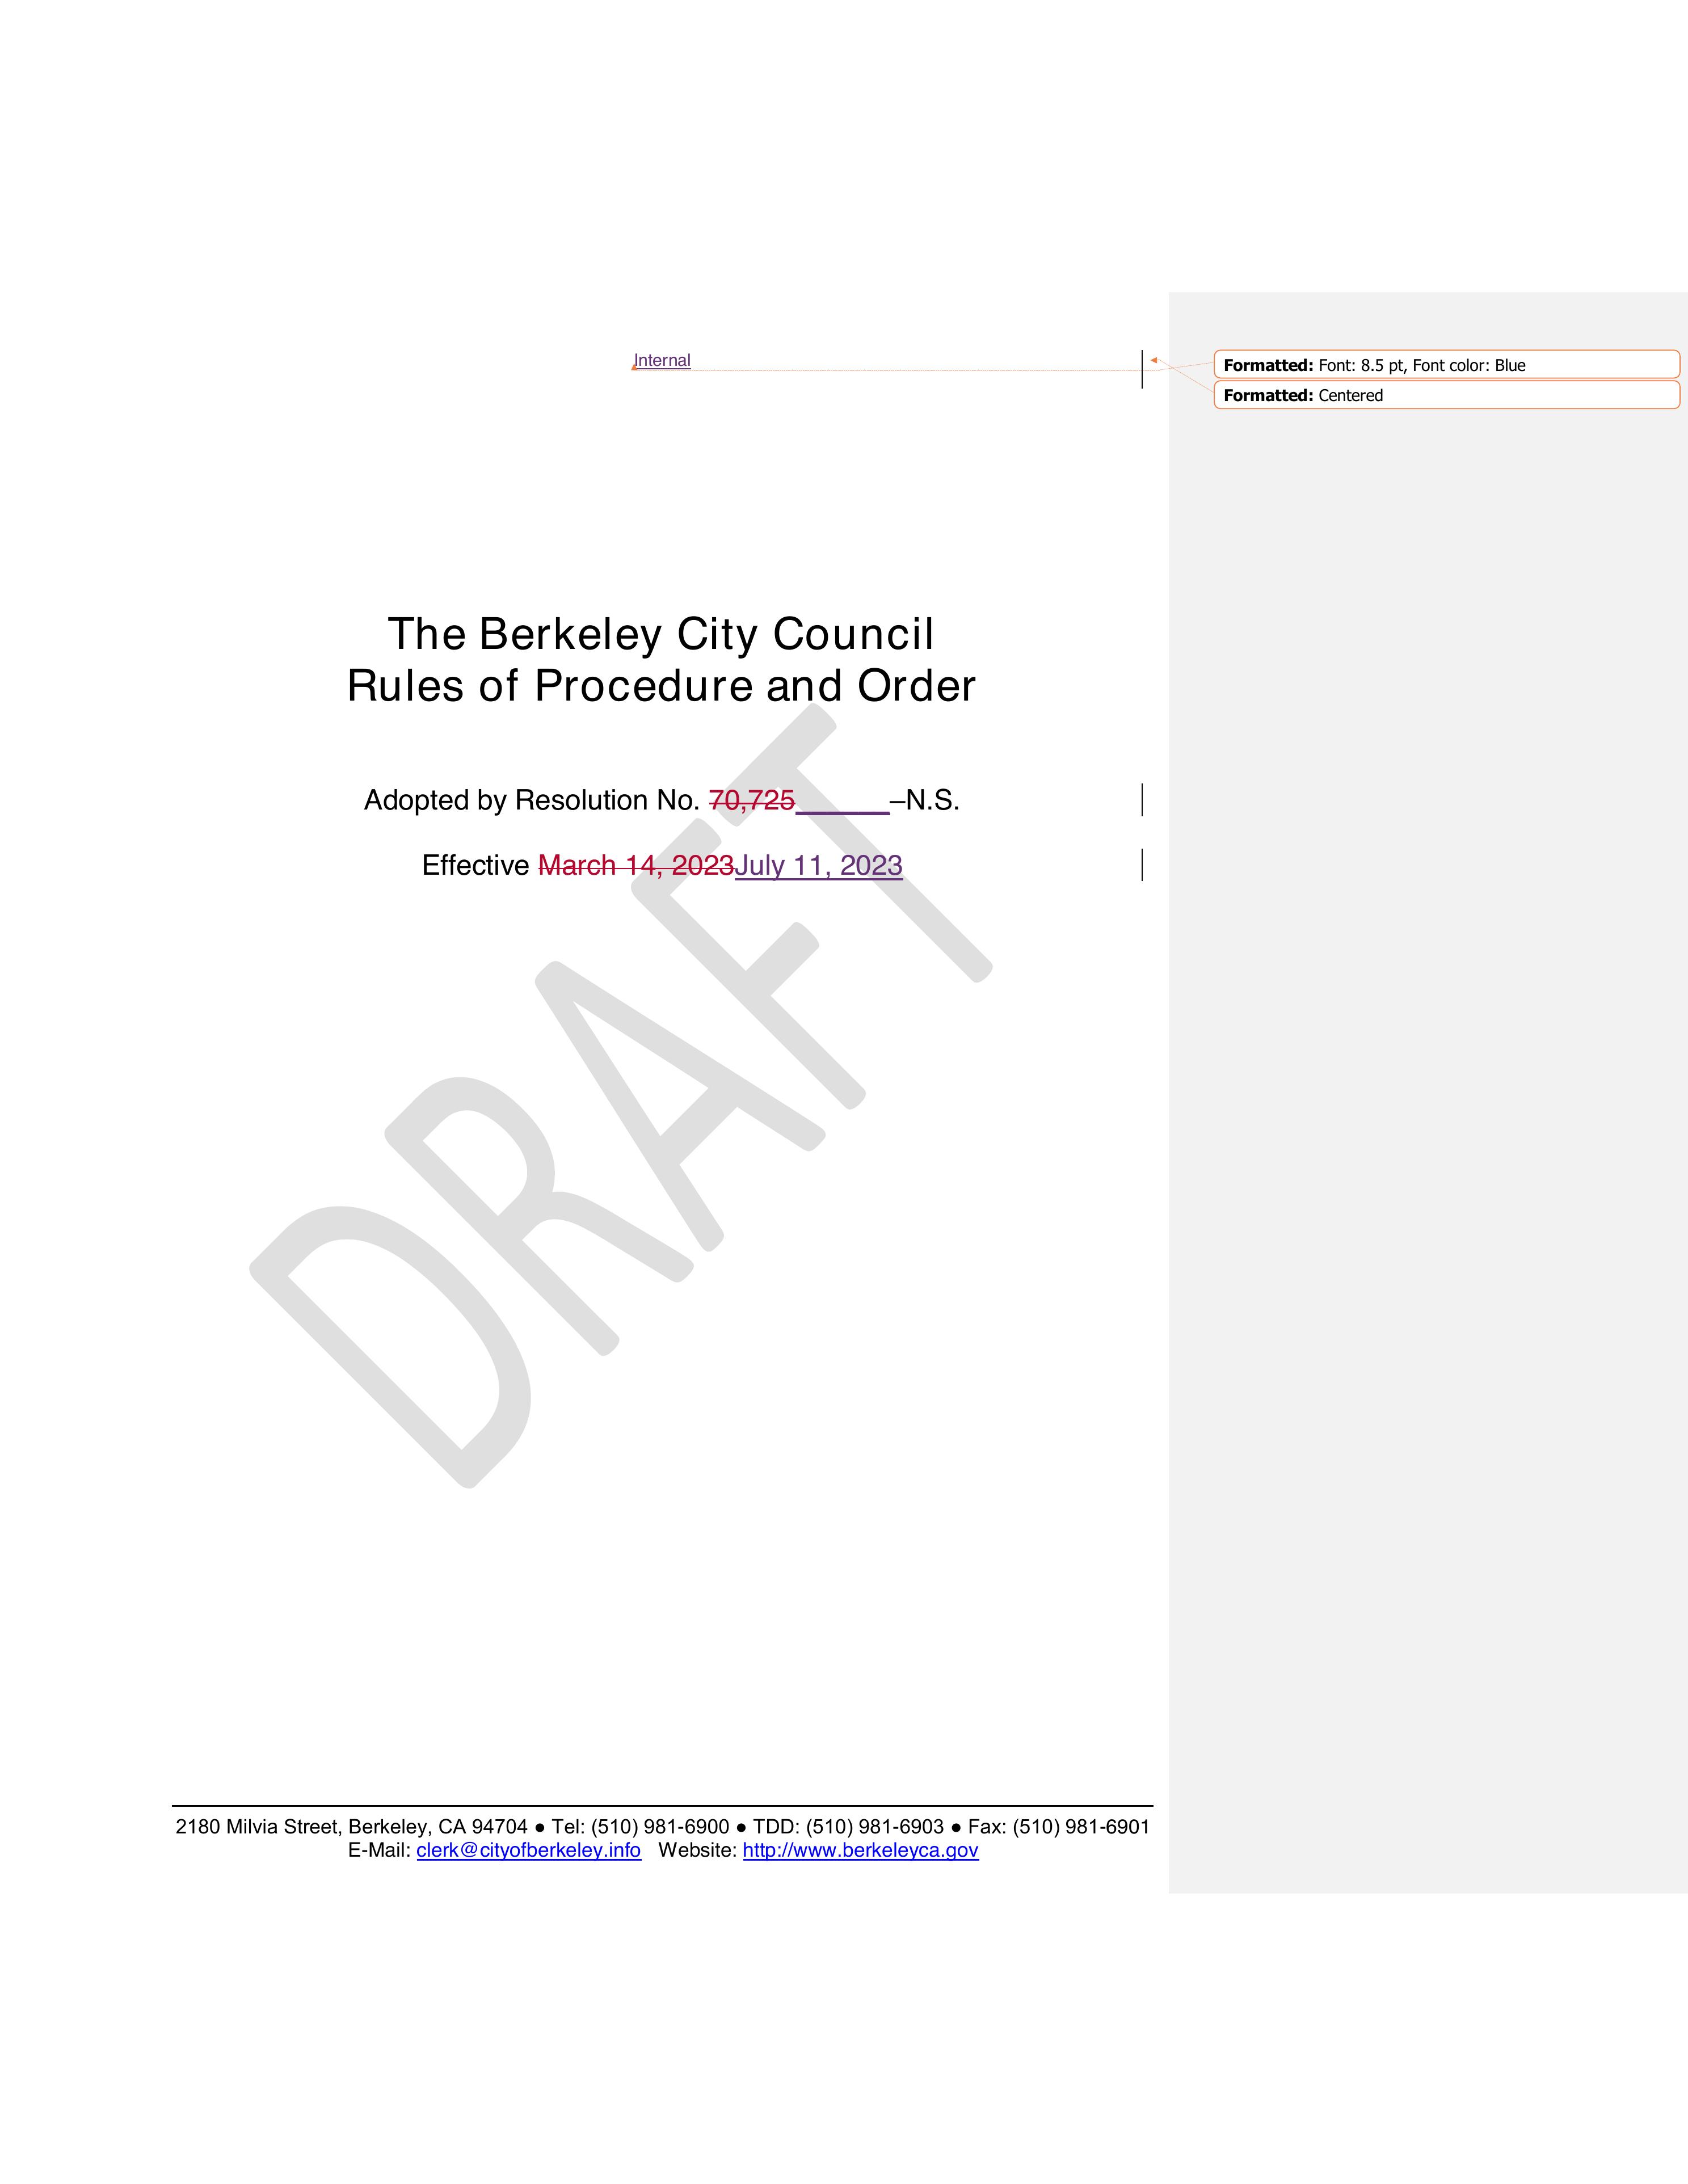 Internal
Formatted: Font: 8.5 pt, Font color: Blue
Formatted: Centered
The Berkeley City Council
Rules of Procedure and Order
Adopted by Resolution No. 70,725______–N.S.
Effective March 14, 2023July 11, 2023
DRAFT
2180 Milvia Street, Berkeley, CA 94704 ● Tel: (510) 981-6900 ● TDD: (510) 981-6903 ● Fax: (510) 981-6901
E-Mail: clerk@cityofberkeley.info Website: http://www.berkeleyca.gov